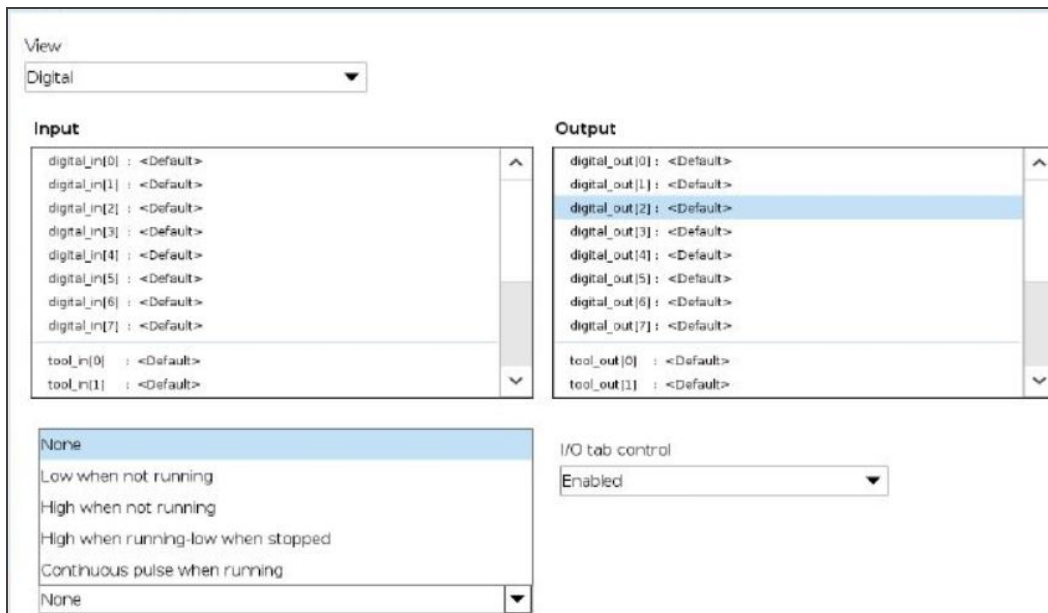 View
Digital
Input
digital_in[0] : <Default>
digital_in[1] : <Default>
digital_in[2] : <Default>
digital_in[3] : <Default>
digital_in[4] : <Default>
digital_in[5] : <Default>
digital_in[6] : <Default>
digital_in[7] : <Default>
tool_in[0] : <Default>
tool_in[1] : <Default>
Output
digital_out[0] : <Default>
digital_out[1] : <Default>
digital_out[2] : <Default>
digital_out[3] : <Default>
digital_out[4] : <Default>
digital_out[5] : <Default>
digital_out[6] : <Default>
digital_out[7] : <Default>
tool_out[0] : <Default>
tool_out[1] : <Default>
None
Low when not running
High when not running
High when running-low when stopped
Continuous pulse when running
None
I/O tab control
Enabled